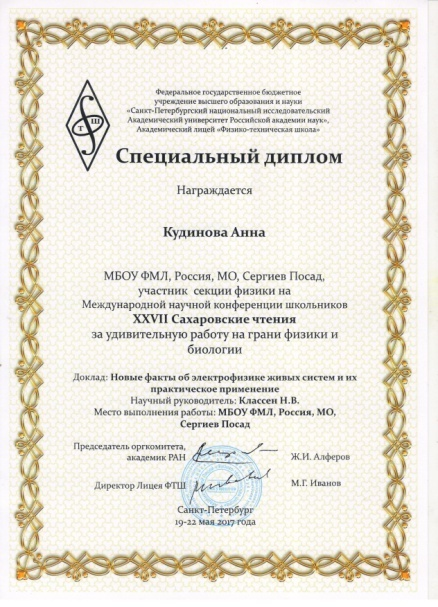 Федеральное государственное бюджетное
учреждение высшего образования и науки
«Санкт-Петербургский национальный исследовательский
Академический университет Российской академии наук»,
Академический лицей «Физико-техническая школа»
Т Ш
Специальный диплом
Награждается
Кудинова Анна
МБОУ ФМЛ, Россия, МО, Сергиев Посад,
участник секции физики на
Международной научной конференции школьников
XXVII Сахаровские чтения
за удивительную работу на грани физики и
биологии
Доклад: Новые факты об электрофизике живых систем и их
практическое применение
Научный руководитель: Классен Н.В.
Место выполнения работы: МБОУ ФМЛ, Россия, МО,
Сергиев Посад
Председатель оргкомитета,
академик РАН Ж.И. Алферов
Директор Лицея ФТШ М.Г. Иванов
Санкт-Петербург
19-22 мая 2017 года